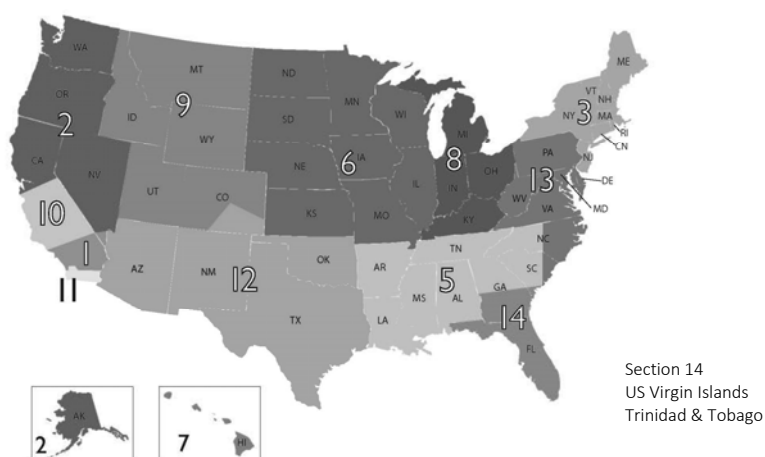 WA
ME
MT
ND
VT
OR
MN
NH
9
ID
NY
3
MA
2
SD
WI
RI
WY
MI
CN
6
IA
8
PA
NJ
NE
CA
NV
OH
13
DE
UT
IL
IN
CO
WV
MD
10
KS
MO
VA
KY
1
NC
TN
OK
AZ
NM
12
AR
5
SC
11
MS
AL
GA
TX
LA
14
FL
Section 14
US Virgin Islands
Trinidad & Tobago
AK
2
7
HI